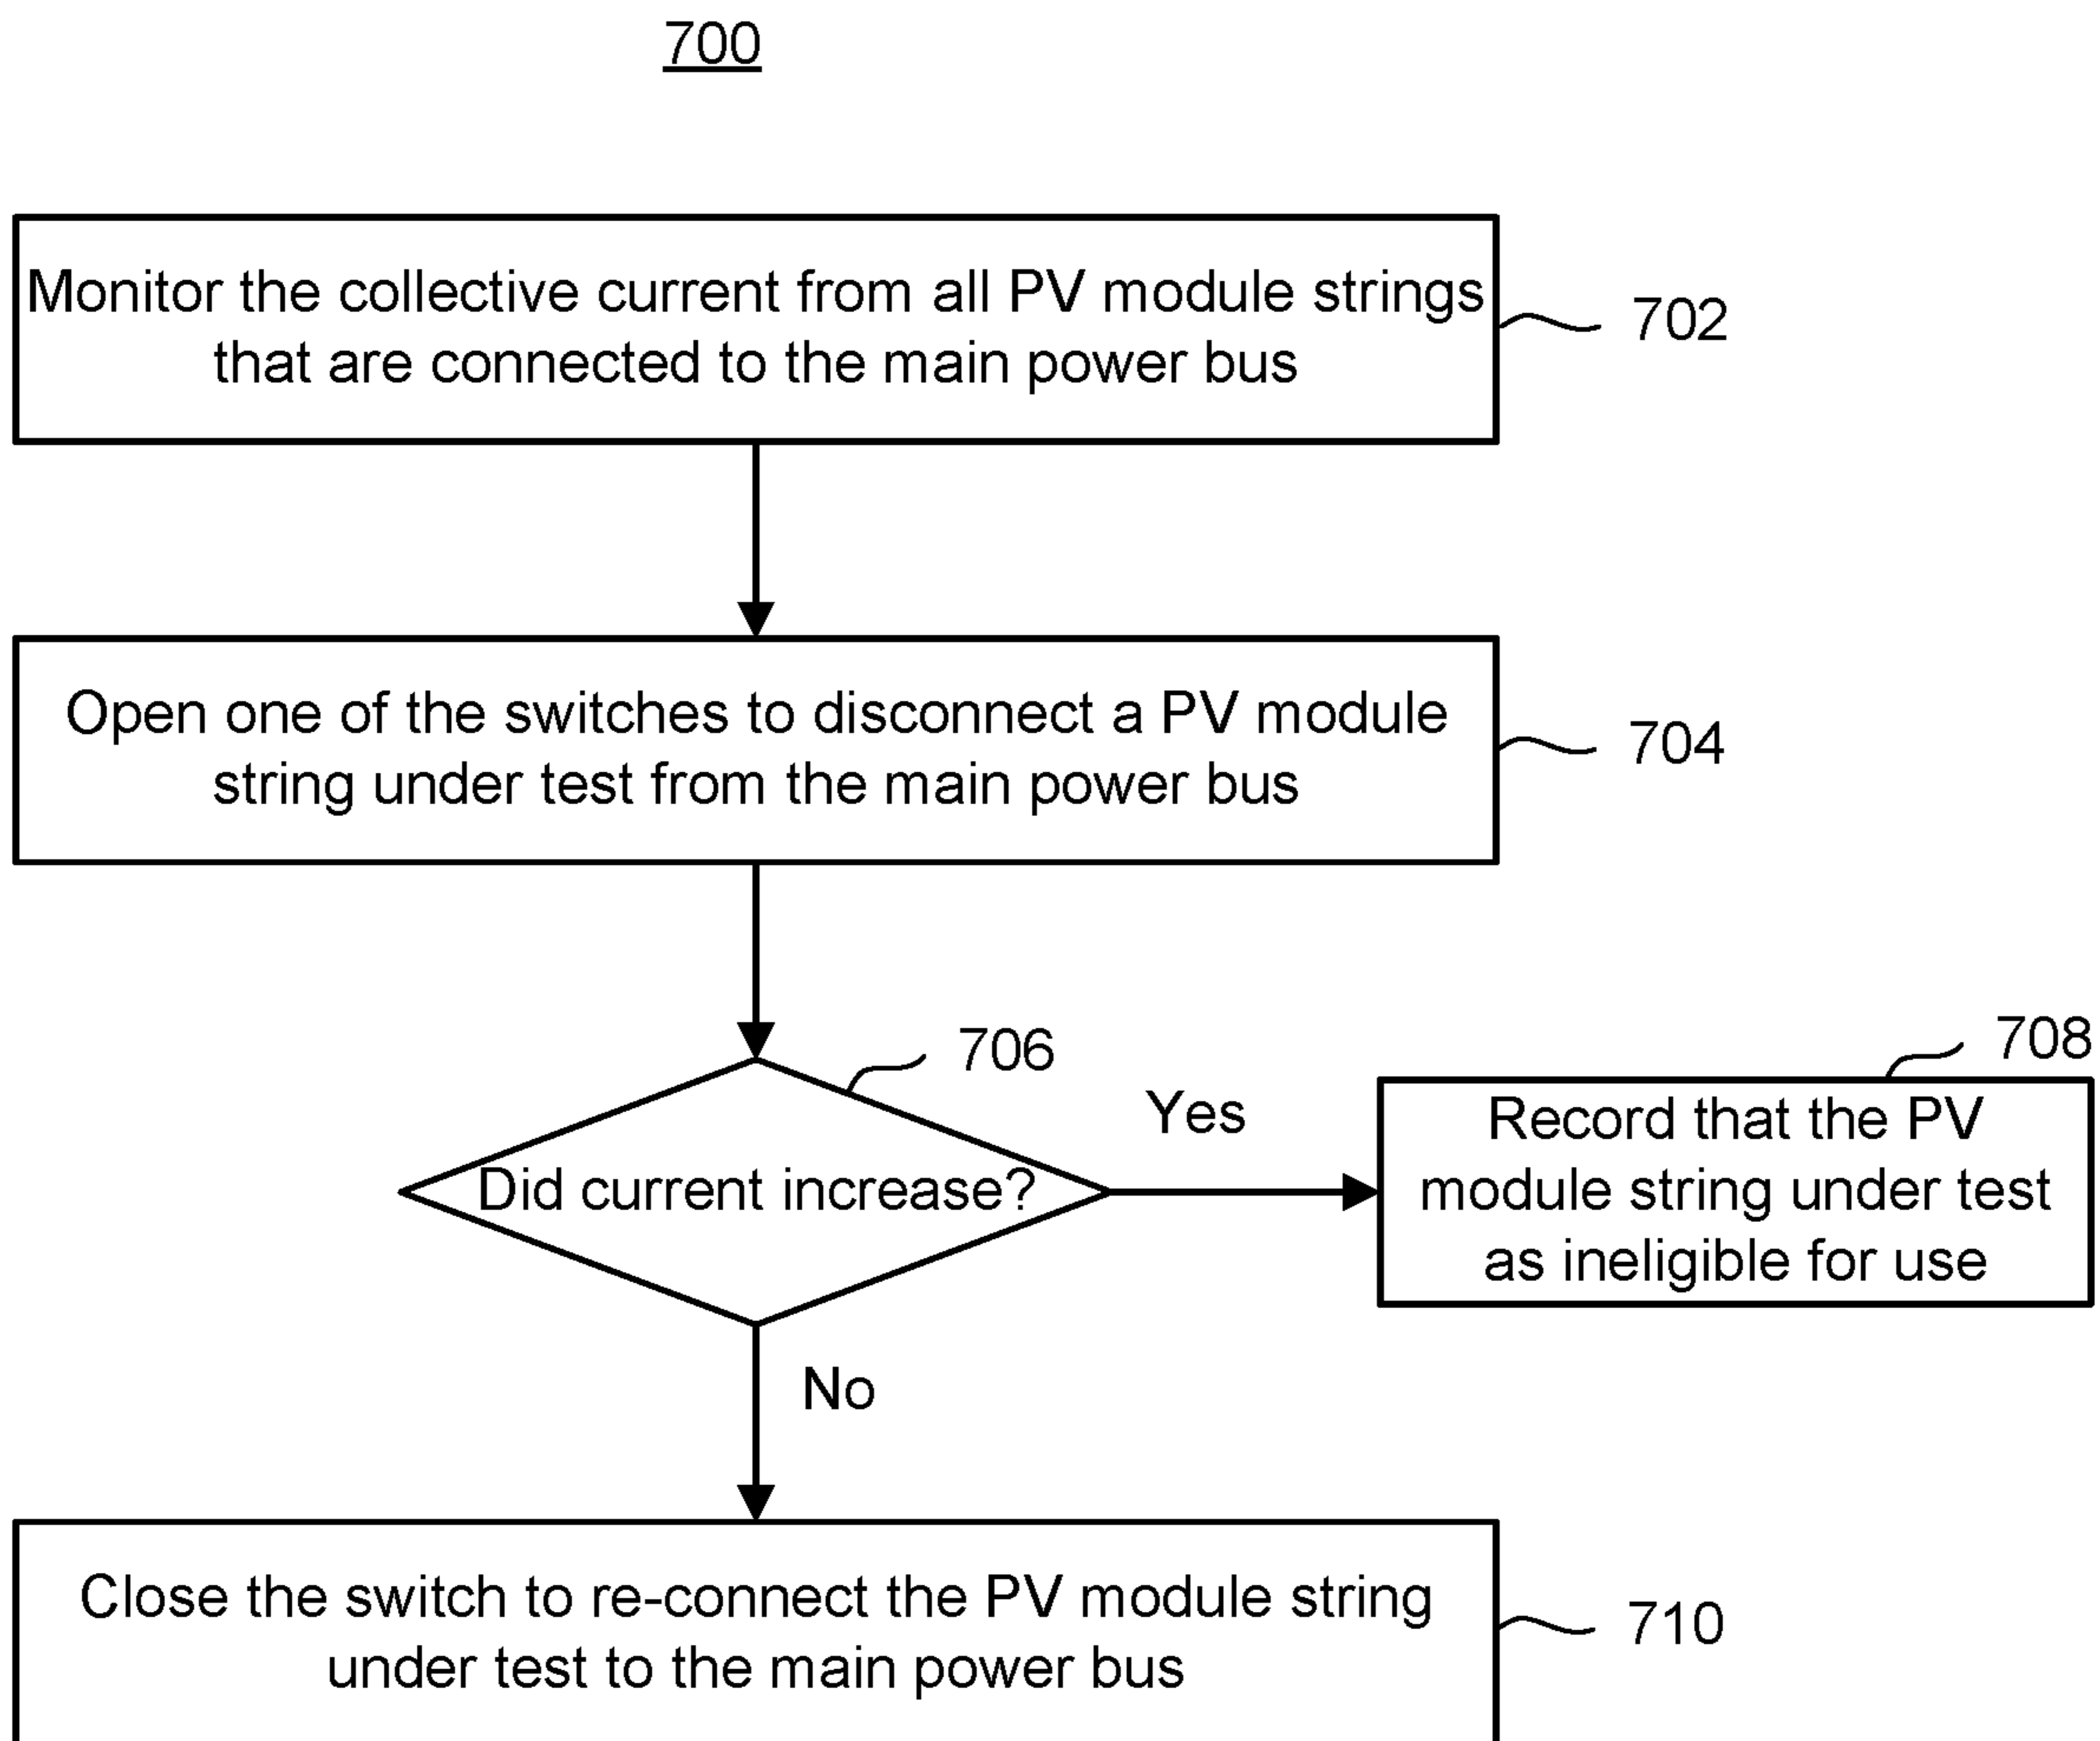 700
Monitor the collective current from all PV module strings
that are connected to the main power bus
702
Open one of the switches to disconnect a PV module
string under test from the main power bus
704
706
Did current increase?
Yes
708
Record that the PV
module string under test
as ineligible for use
No
Close the switch to re-connect the PV module string
under test to the main power bus
710